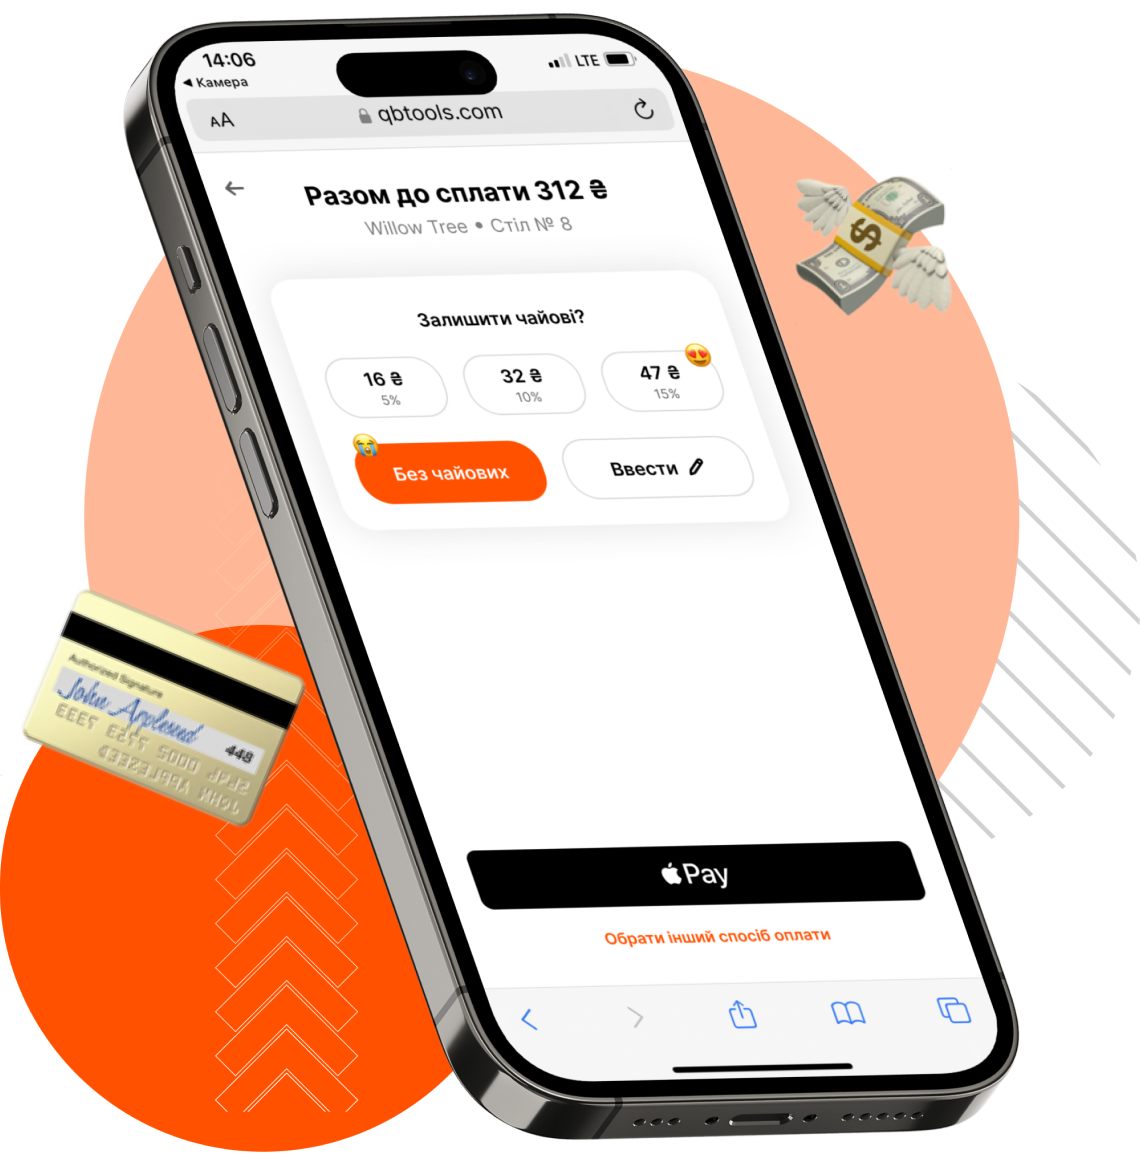 14:06
LTE
◀ Камера
AA qbtools.com
Разом до сплати 312 ₴
Willow Tree • Стіл № 8
Залишити чайові?
16 ₴
5%
32 ₴
10%
47 ₴
15%
Без чайових
Ввести
Authorized Signature
John Appleseed
448
Pay
Обрати інший спосіб оплати